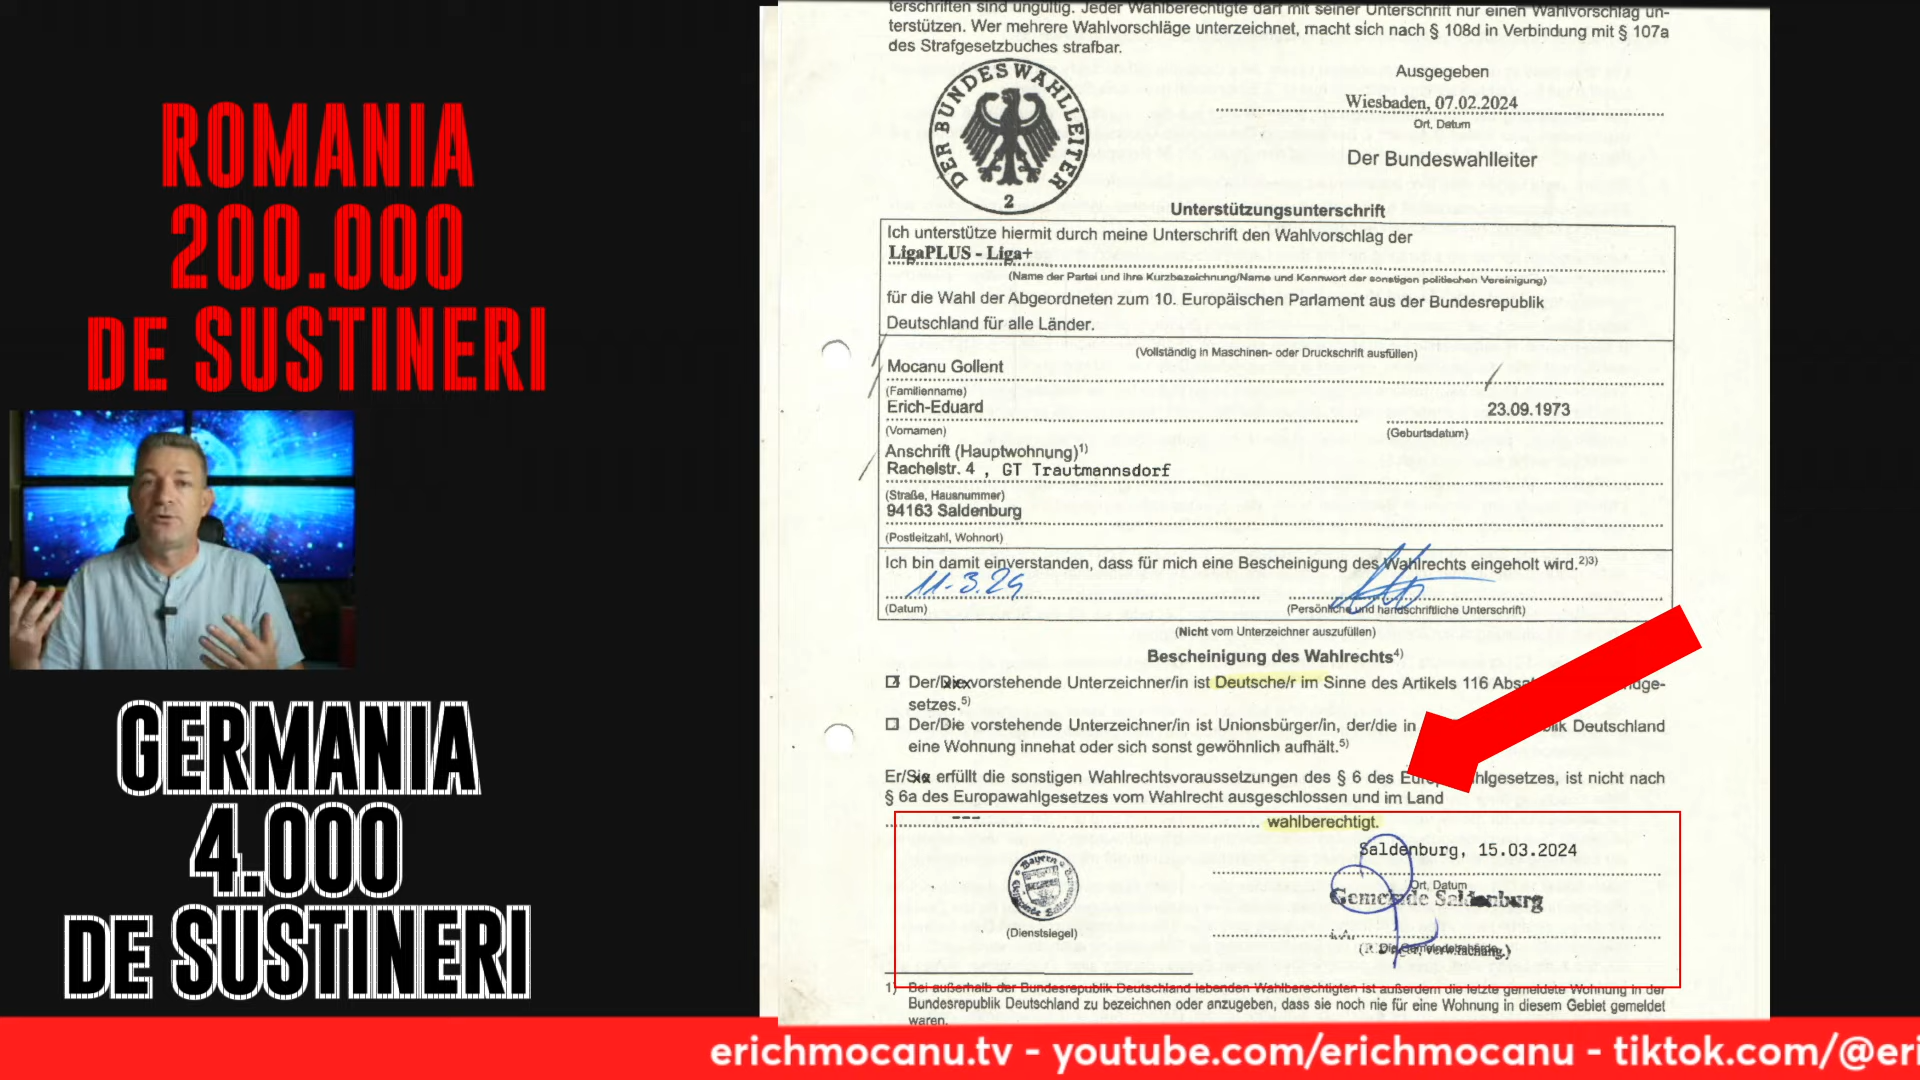 ROMANIA
200.000
DE SUSTINERI
GERMANIA
4.000
DE SUSTINERI
terschriften sind ungültig. Jeder Wahlberechtigte darf mit seiner Unterschrift nur einen Wahlvorschlag un-
terstützen. Wer mehrere Wahlvorschläge unterzeichnet, macht sich nach § 108d in Verbindung mit § 107a
des Strafgesetzbuches strafbar.
DER BUNDESWAHLLEITER
2
Ausgegeben
Wiesbaden, 07.02.2024
Ort, Datum
Der Bundeswahlleiter
Unterstützungsunterschrift
Ich unterstütze hiermit durch meine Unterschrift den Wahlvorschlag der
LigaPLUS - Liga+
(Name der Partei und ihre Kurzbezeichnung/Name und Kennwort der sonstigen politischen Vereinigung)
für die Wahl der Abgeordneten zum 10. Europäischen Parlament aus der Bundesrepublik
Deutschland für alle Länder.
(Vollständig in Maschinen- oder Druckschrift ausfüllen)
Mocanu Gollent
(Familienname)
Erich-Eduard 23.09.1973
(Vornamen) (Geburtsdatum)
Anschrift (Hauptwohnung)1)
Rachelstr. 4 , GT Trautmannsdorf
(Straße, Hausnummer)
94163 Saldenburg
(Postleitzahl, Wohnort)
Ich bin damit einverstanden, dass für mich eine Bescheinigung des Wahlrechts eingeholt wird.2)3)
11.3.24
(Datum) (Persönliche und handschriftliche Unterschrift)
(Nicht vom Unterzeichner auszufüllen)
Bescheinigung des Wahlrechts4)
Der/Die vorstehende Unterzeichner/in ist Deutsche/r im Sinne des Artikels 116 Abs
setzes.5)
Der/Die vorstehende Unterzeichner/in ist Unionsbürger/in, der/die in Deutschland
eine Wohnung innehat oder sich sonst gewöhnlich aufhält.5)
Er/Sie erfüllt die sonstigen Wahlrechtsvoraussetzungen des § 6 des ist nicht nach
§ 6a des Europawahlgesetzes vom Wahlrecht ausgeschlossen und im Land
--- wahlberechtigt.
Saldenburg, 15.03.2024
Ort, Datum
Gemeinde Saldenburg
(Dienstsiegel)
i.A.
1) Bei außerhalb der Bundesrepublik Deutschland lebenden Wahlberechtigten ist außerdem die letzte gemeldete Wohnung in der
Bundesrepublik Deutschland zu bezeichnen oder anzugeben, dass sie noch nie für eine Wohnung in diesem Gebiet gemeldet
waren.
erichmocanu.tv - youtube.com/erichmocanu - tiktok.com/@eri